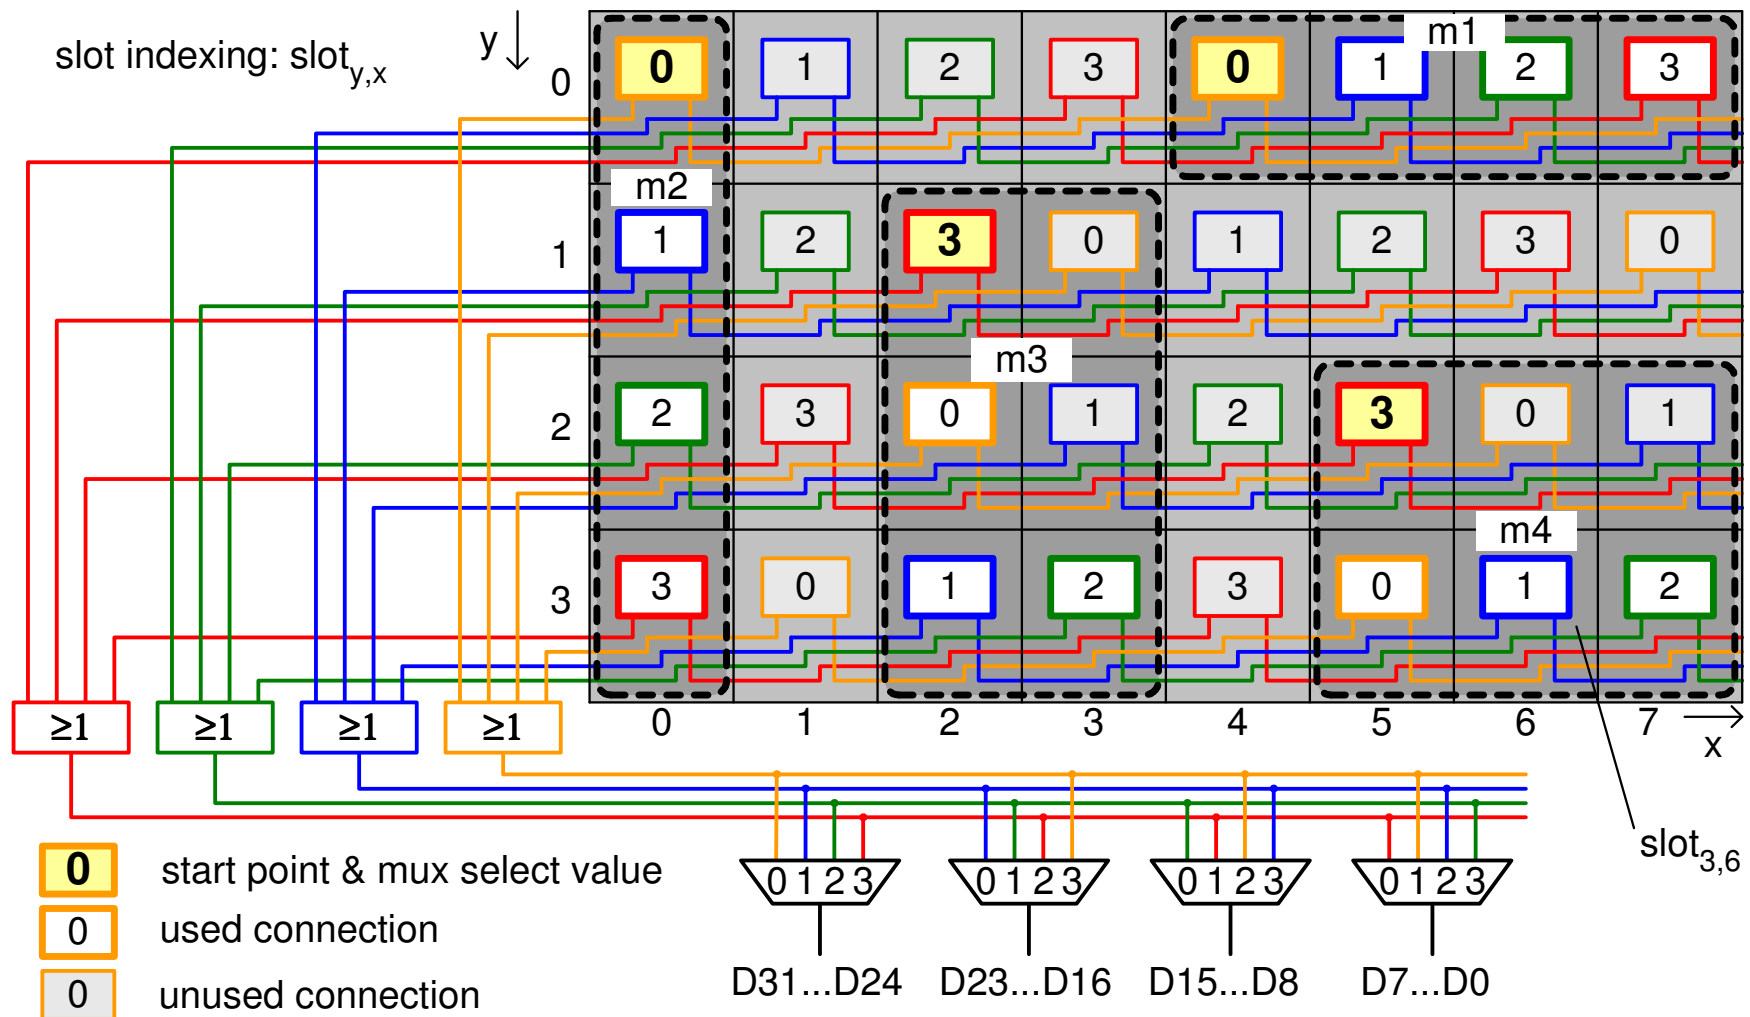 slot indexing: slot y,x
y
m1
0 0 1 2 3 0 1 2 3
m2
1 1 2 3 0 1 2 3 0
m3
2 2 3 0 1 2 3 0 1
m4
3 3 0 1 2 3 0 1 2
≥1 ≥1 ≥1 ≥1
0 1 2 3 4 5 6 7
x
slot3,6
0 1 2 3 0 1 2 3 0 1 2 3 0 1 2 3
D31...D24 D23...D16 D15...D8 D7...D0
0 start point & mux select value
0 used connection
0 unused connection